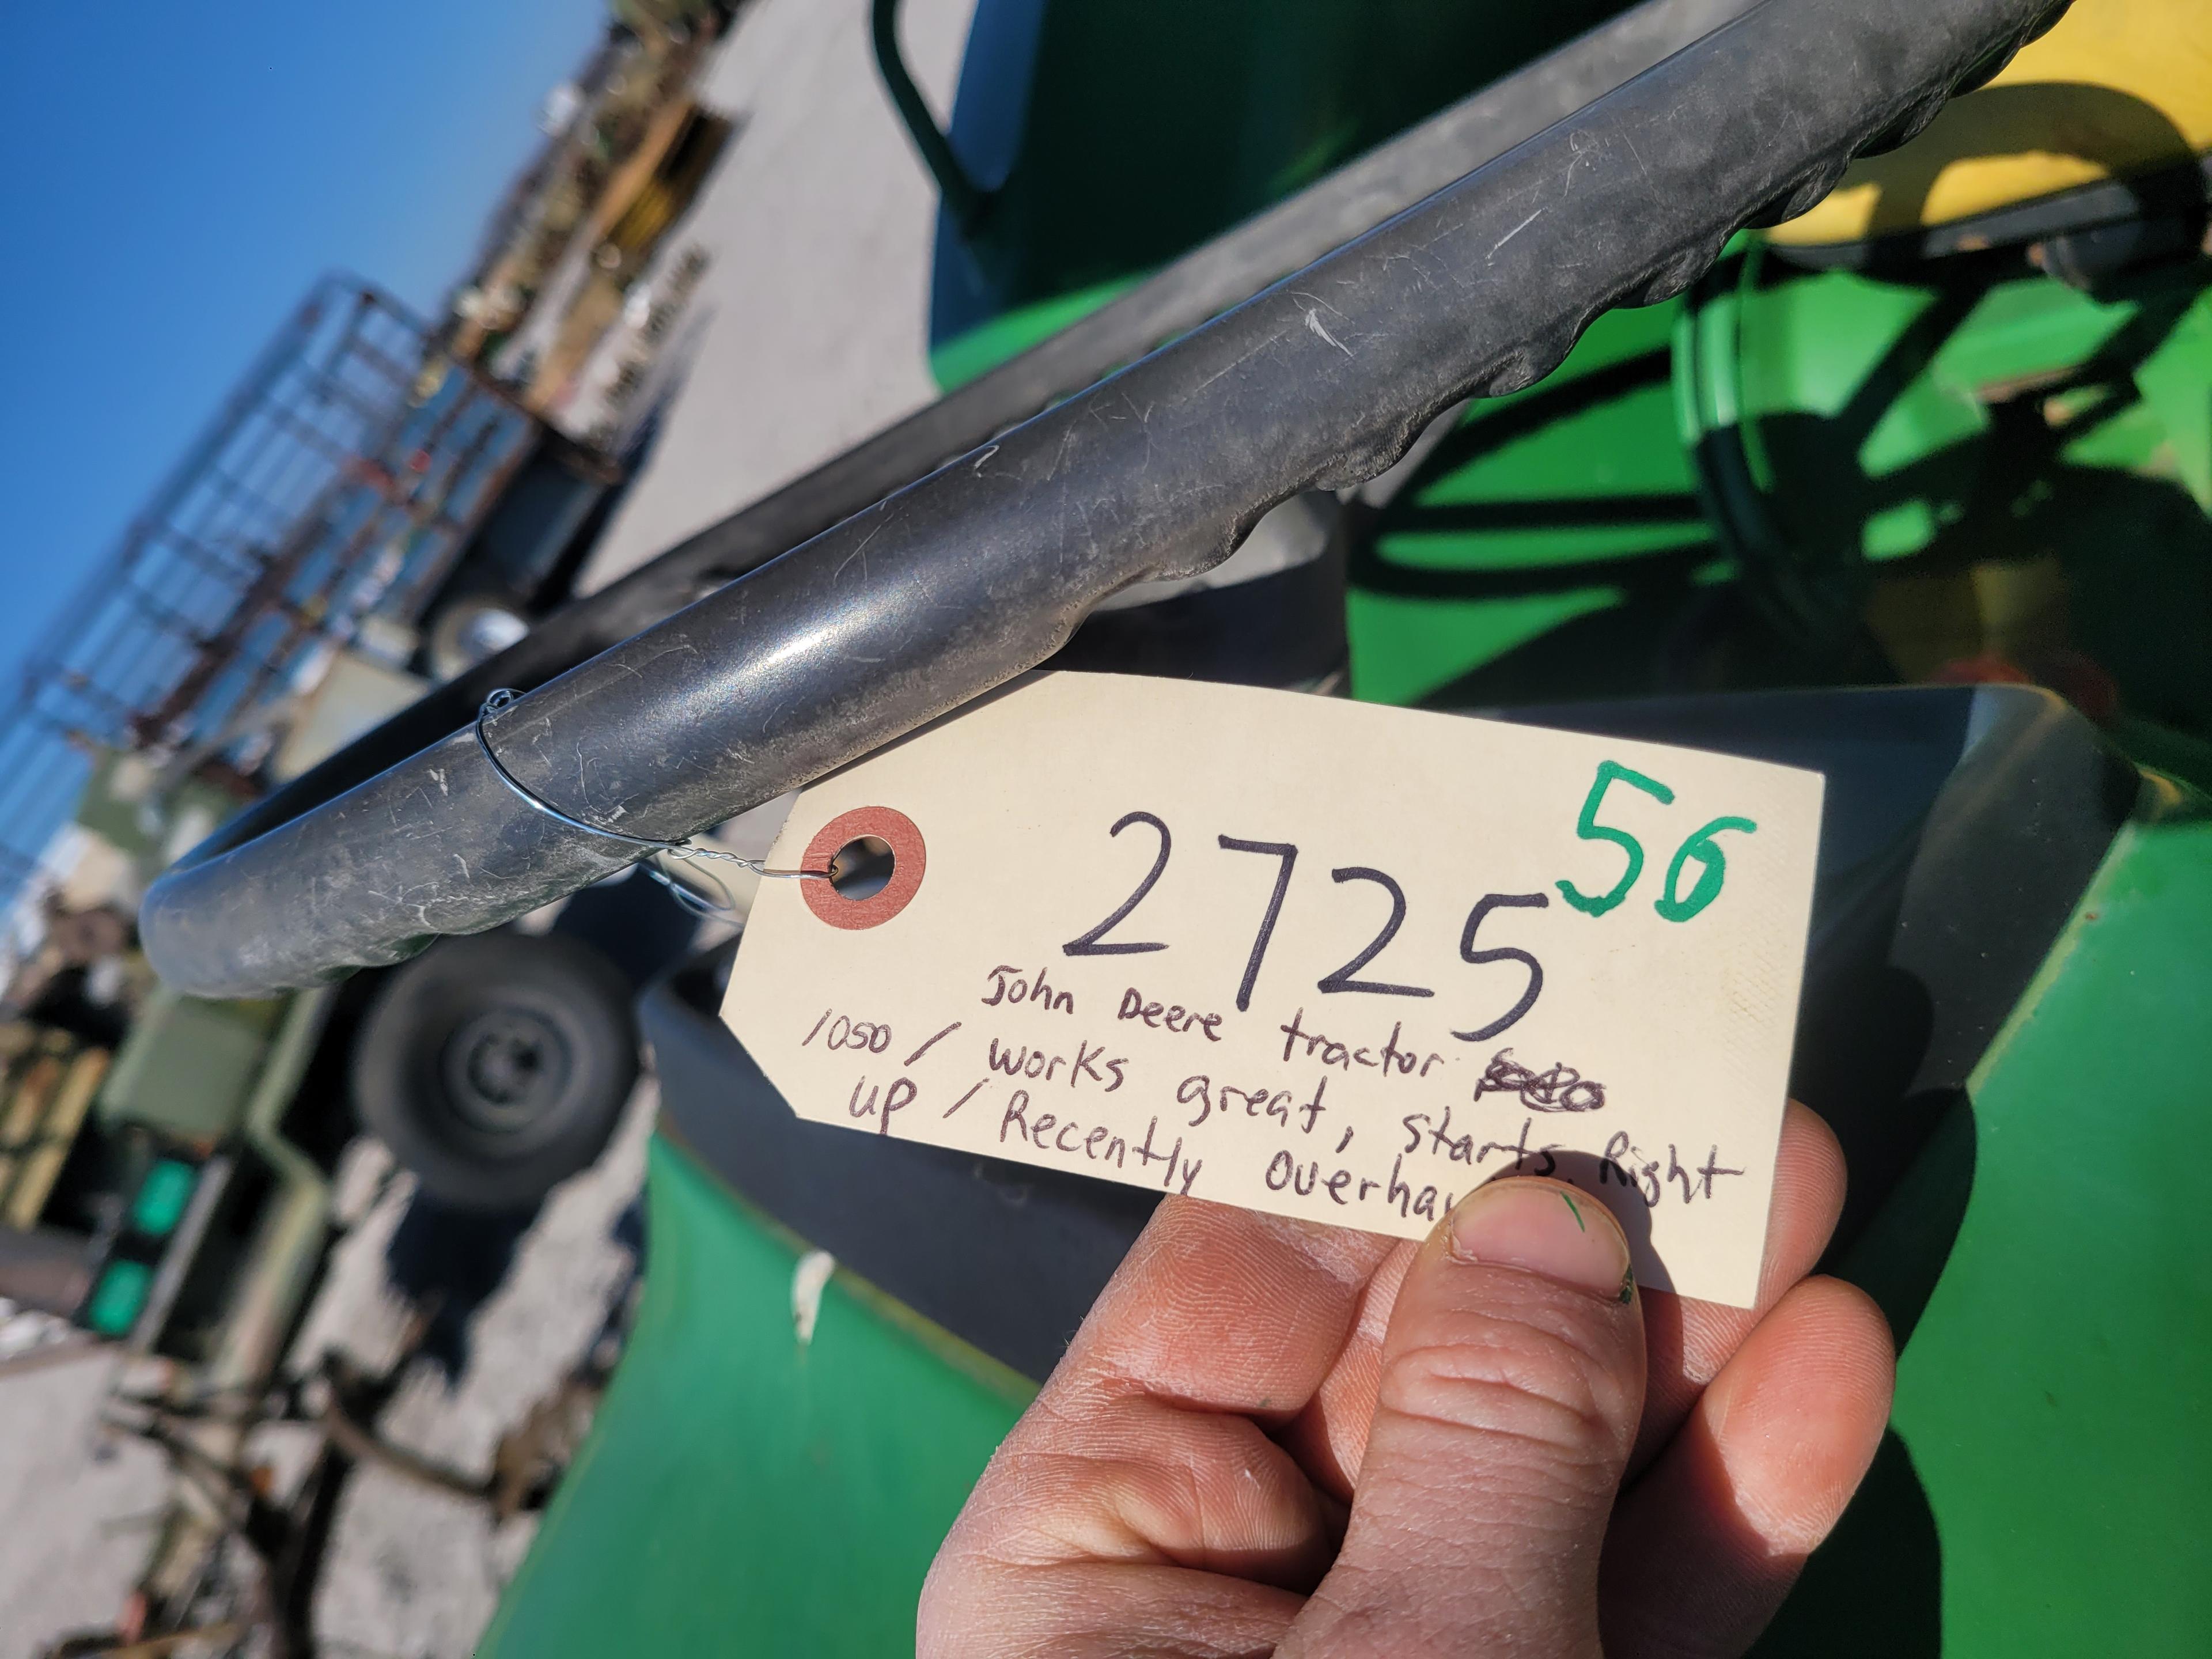 56
2725
John Deere tractor
1050 / works great, starts Right
up / Recently